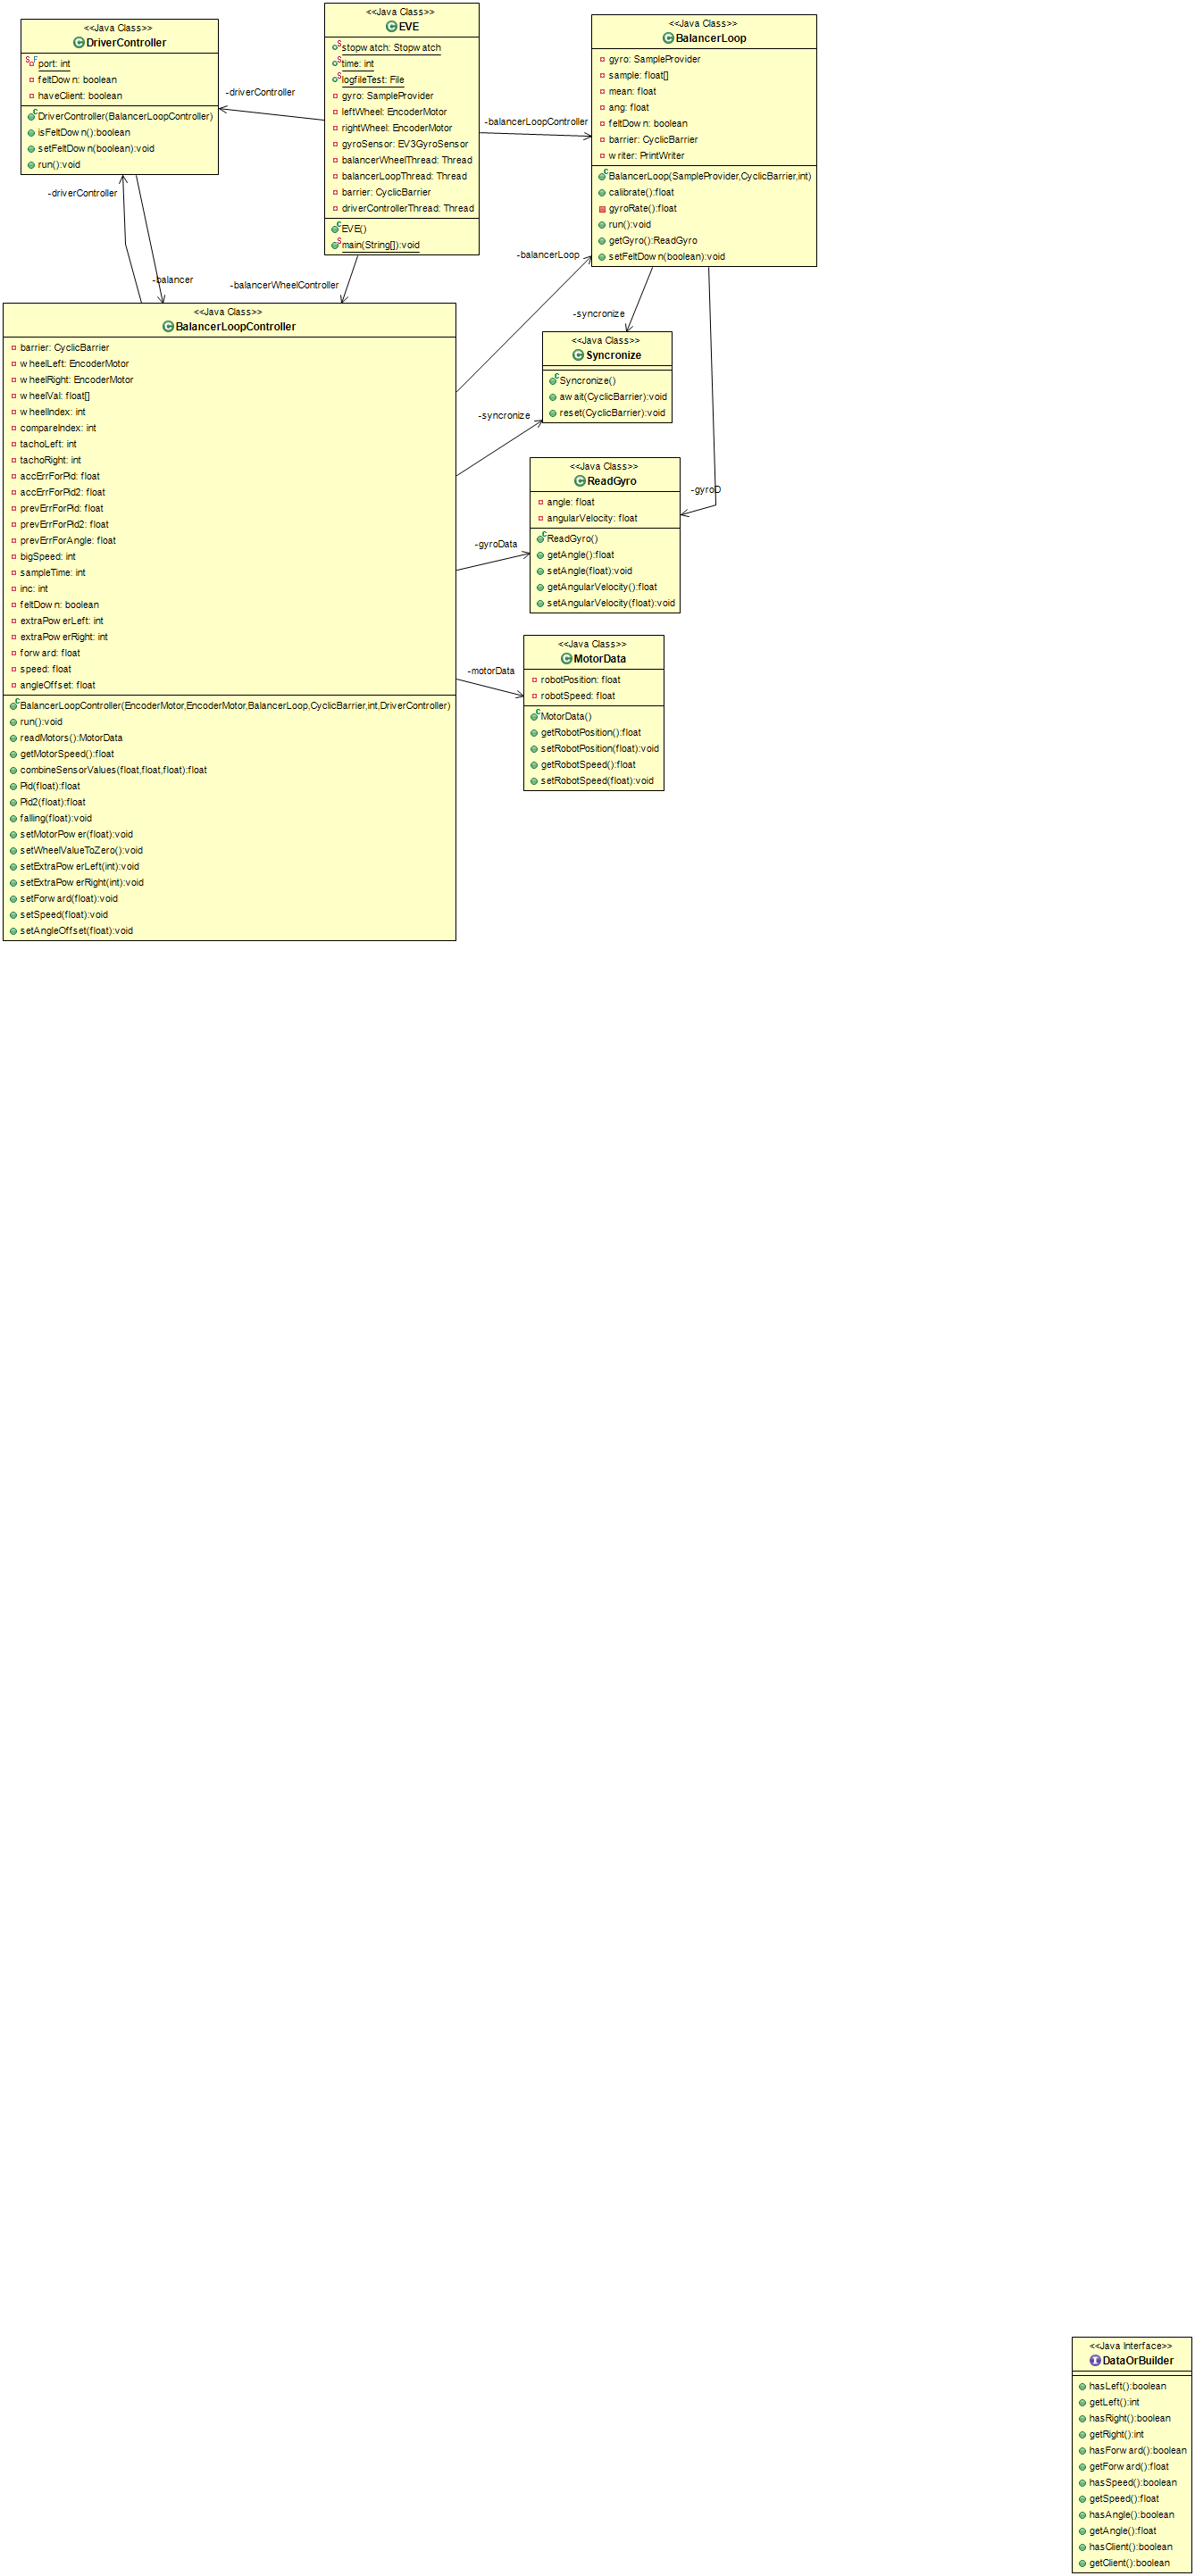 <<Java Class>>
DriverController
port: int
feltDown: boolean
haveClient: boolean
DriverController(BalancerLoopController)
isFeltDown():boolean
setFeltDown(boolean):void
run():void
<<Java Class>>
EVE
stopwatch: Stopwatch
time: int
logfileTest: File
gyro: SampleProvider
leftWheel: EncoderMotor
rightWheel: EncoderMotor
gyroSensor: EV3GyroSensor
balancerWheelThread: Thread
balancerLoopThread: Thread
barrier: CyclicBarrier
driverControllerThread: Thread
EVE()
main(String[]):void
<<Java Class>>
BalancerLoop
gyro: SampleProvider
sample: float[]
mean: float
ang: float
feltDown: boolean
barrier: CyclicBarrier
writer: PrintWriter
BalancerLoop(SampleProvider,CyclicBarrier,int)
calibrate():float
gyroRate():float
run():void
getGyro():ReadGyro
setFeltDown(boolean):void
-driverController
-balancerLoopController
-driverController
-balancer
-balancerWheelController
-balancerLoop
-syncronize
<<Java Class>>
BalancerLoopController
barrier: CyclicBarrier
wheelLeft: EncoderMotor
wheelRight: EncoderMotor
wheelVal: float[]
wheelIndex: int
compareIndex: int
tachoLeft: int
tachoRight: int
accErrForPid: float
accErrForPid2: float
prevErrForPid: float
prevErrForPid2: float
prevErrForAngle: float
bigSpeed: int
sampleTime: int
inc: int
feltDown: boolean
extraPowerLeft: int
extraPowerRight: int
forward: float
speed: float
angleOffset: float
BalancerLoopController(EncoderMotor,EncoderMotor,BalancerLoop,CyclicBarrier,int,DriverController)
run():void
readMotors():MotorData
getMotorSpeed():float
combineSensorValues(float,float,float):float
Pid(float):float
Pid2(float):float
falling(float):void
setMotorPower(float):void
setWheelValueToZero():void
setExtraPowerLeft(int):void
setExtraPowerRight(int):void
setForward(float):void
setSpeed(float):void
setAngleOffset(float):void
<<Java Class>>
Syncronize
Syncronize()
await(CyclicBarrier):void
reset(CyclicBarrier):void
-syncronize
<<Java Class>>
ReadGyro
angle: float
angularVelocity: float
ReadGyro()
getAngle():float
setAngle(float):void
getAngularVelocity():float
setAngularVelocity(float):void
-gyroD
-gyroData
<<Java Class>>
MotorData
robotPosition: float
robotSpeed: float
MotorData()
getRobotPosition():float
setRobotPosition(float):void
getRobotSpeed():float
setRobotSpeed(float):void
-motorData
<<Java Interface>>
DataOrBuilder
hasLeft():boolean
getLeft():int
hasRight():boolean
getRight():int
hasForward():boolean
getForward():float
hasSpeed():boolean
getSpeed():float
hasAngle():boolean
getAngle():float
hasClient():boolean
getClient():boolean